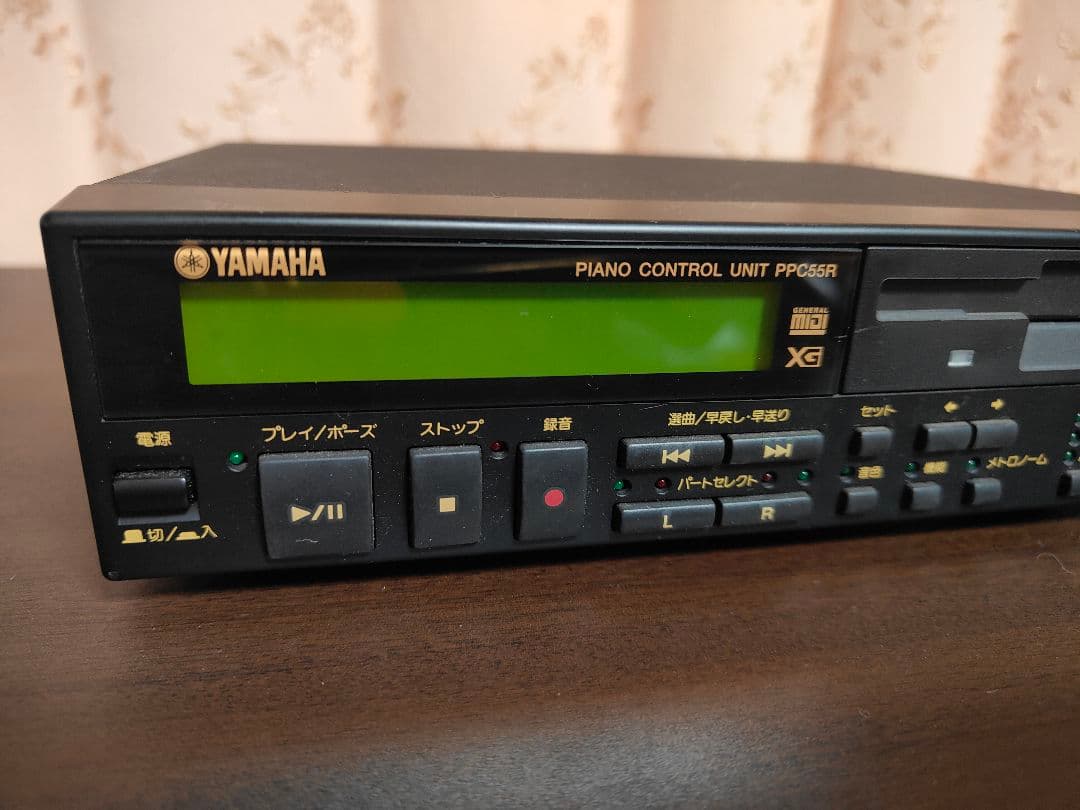 YAMAHA
PIANO CONTROL UNIT PPC55R
GENERAL
MIDI
XG
電源
プレイ/ポーズ
ストップ
録音
選曲/早戻し・早送り
セット
パートセレクト
音色
機能
メトロノーム
L
R
切/入